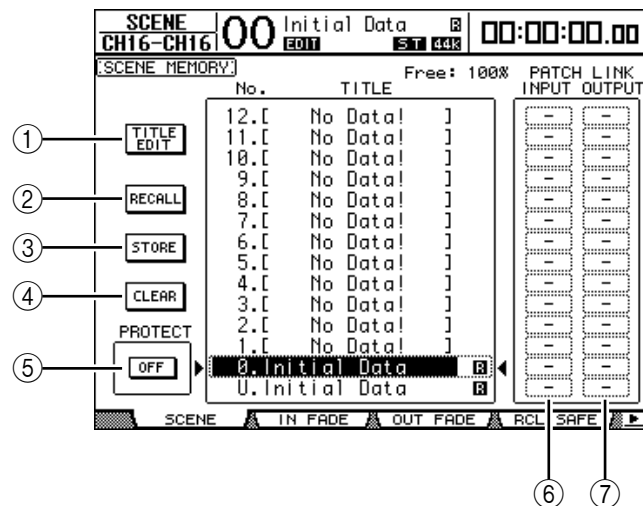 SCENE
CH16-CH16
00 Initial Data R
EDIT ST 44K
00:00:00.00
SCENE MEMORY
Free: 100%
PATCH LINK
No. TITLE INPUT OUTPUT
12.[ No Data! ] - -
① TITLE EDIT 11.[ No Data! ] - -
10.[ No Data! ] - -
9.[ No Data! ] - -
② RECALL 8.[ No Data! ] - -
7.[ No Data! ] - -
③ STORE 6.[ No Data! ] - -
5.[ No Data! ] - -
④ CLEAR 4.[ No Data! ] - -
3.[ No Data! ] - -
PROTECT 2.[ No Data! ] - -
1.[ No Data! ] - -
⑤ OFF 0.Initial Data R - -
U.Initial Data R - -
SCENE IN FADE OUT FADE RCL SAFE
⑥ ⑦